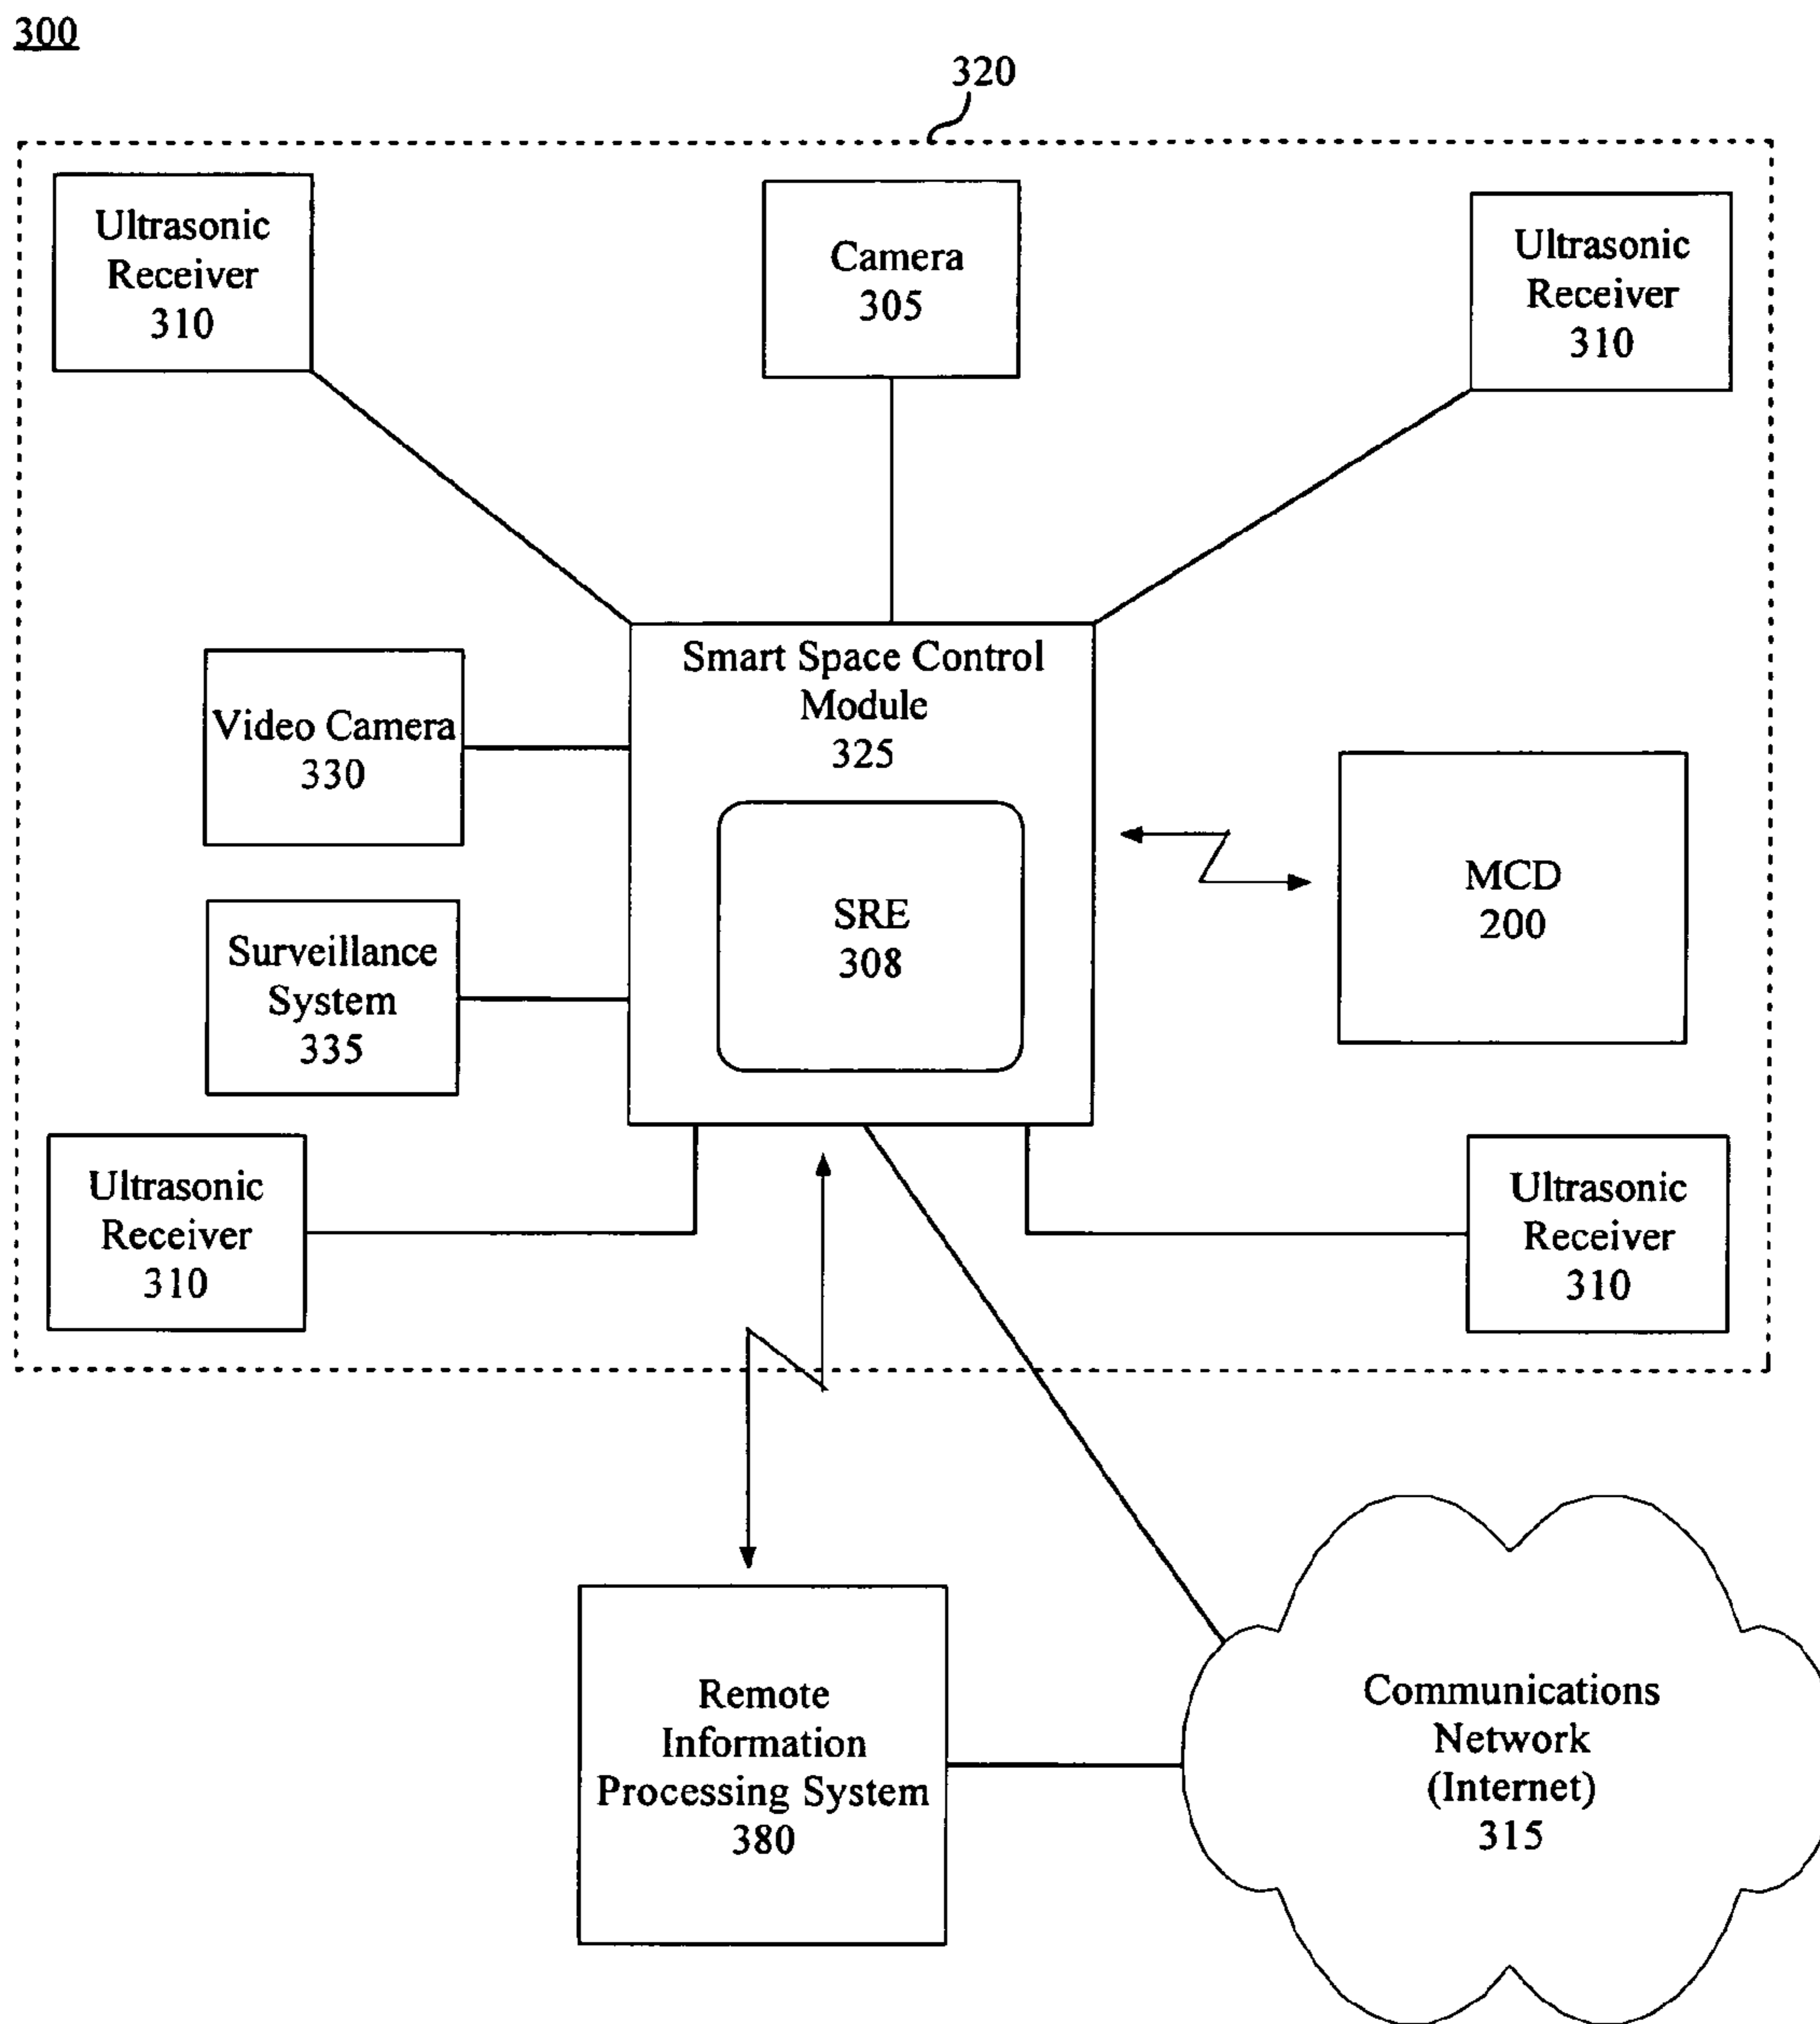 300
320
Ultrasonic
Receiver
310
Camera
305
Ultrasonic
Receiver
310
Smart Space Control
Module
325
Video Camera
330
MCD
200
SRE
308
Surveillance
System
335
Ultrasonic
Receiver
310
Ultrasonic
Receiver
310
Remote
Information
Processing System
380
Communications
Network
(Internet)
315